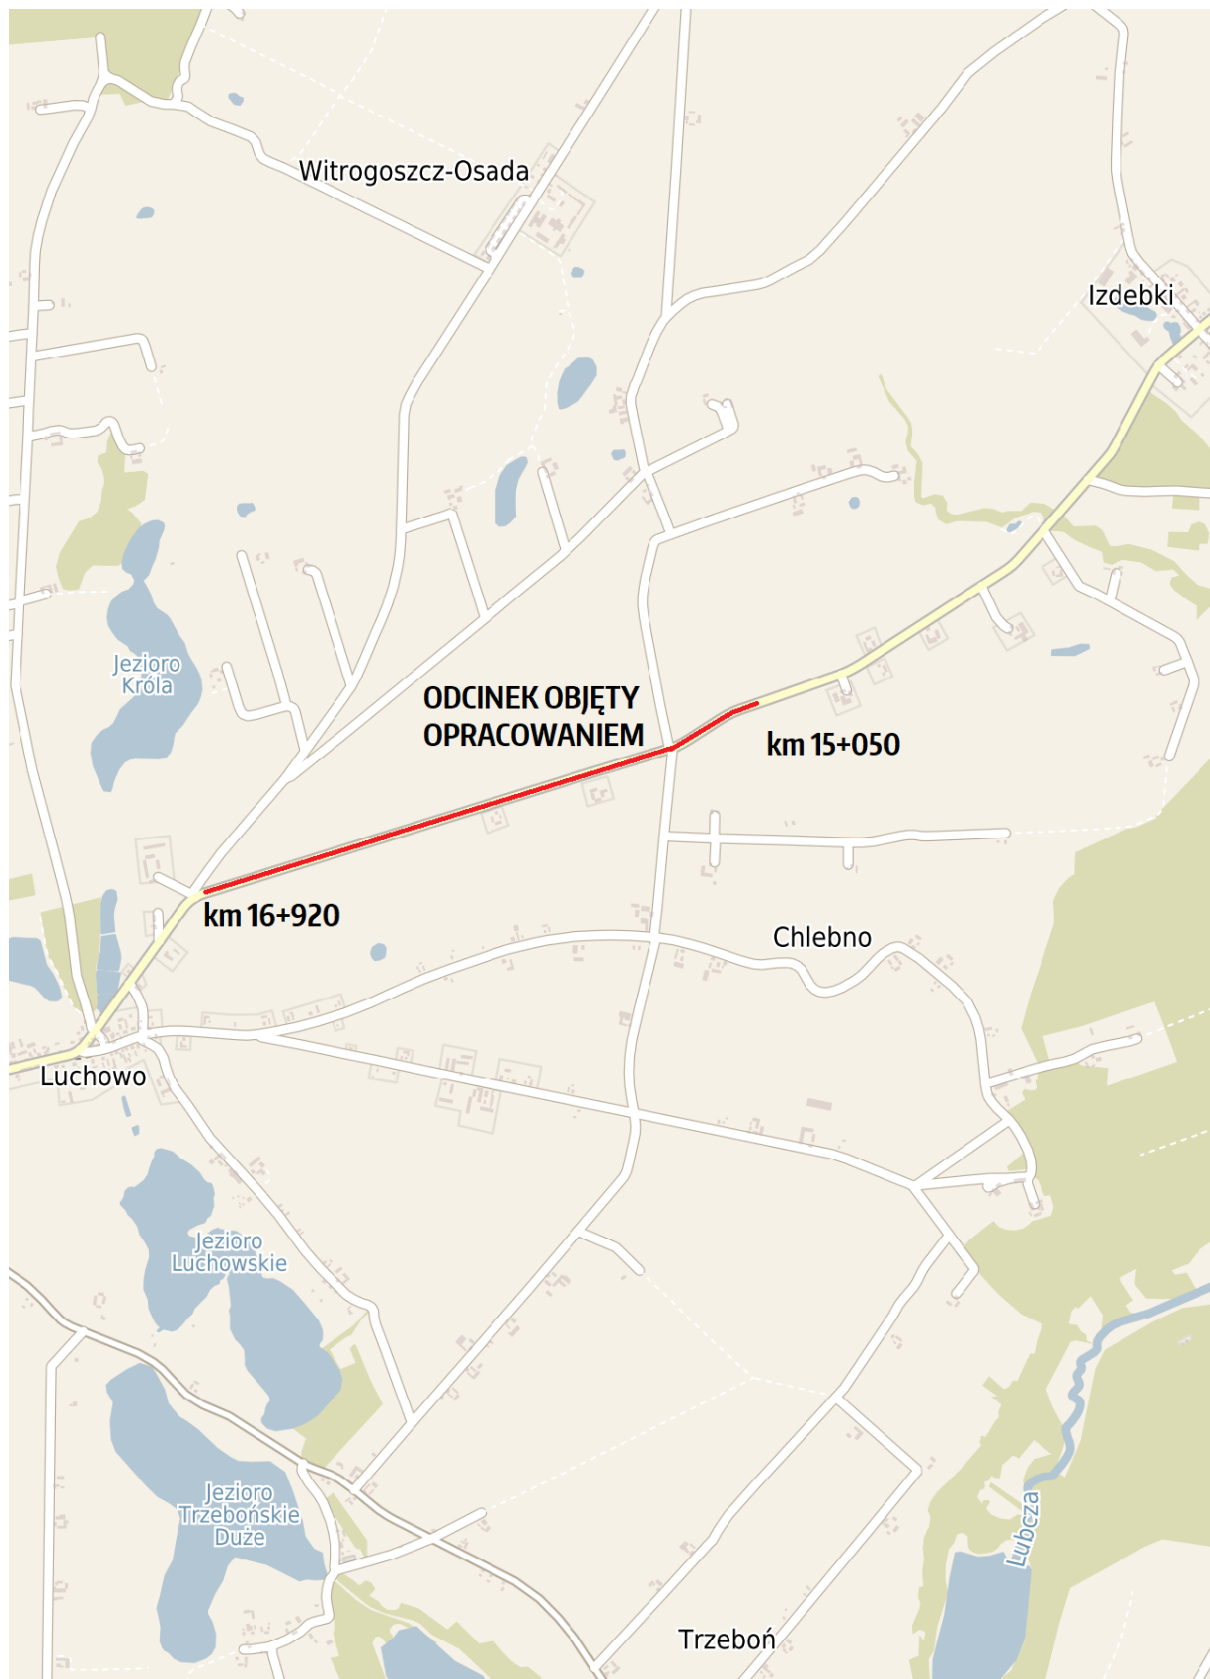 Witrogoszcz-Osada
Izdebki
Jezioro
Króla
ODCINEK OBJĘTY
OPRACOWANIEM
km 15+050
km 16+920
Chlebno
Luchowo
Jezioro
Luchowskie
Jezioro
Trzebońskie
Duże
Lubcza
Trzeboń